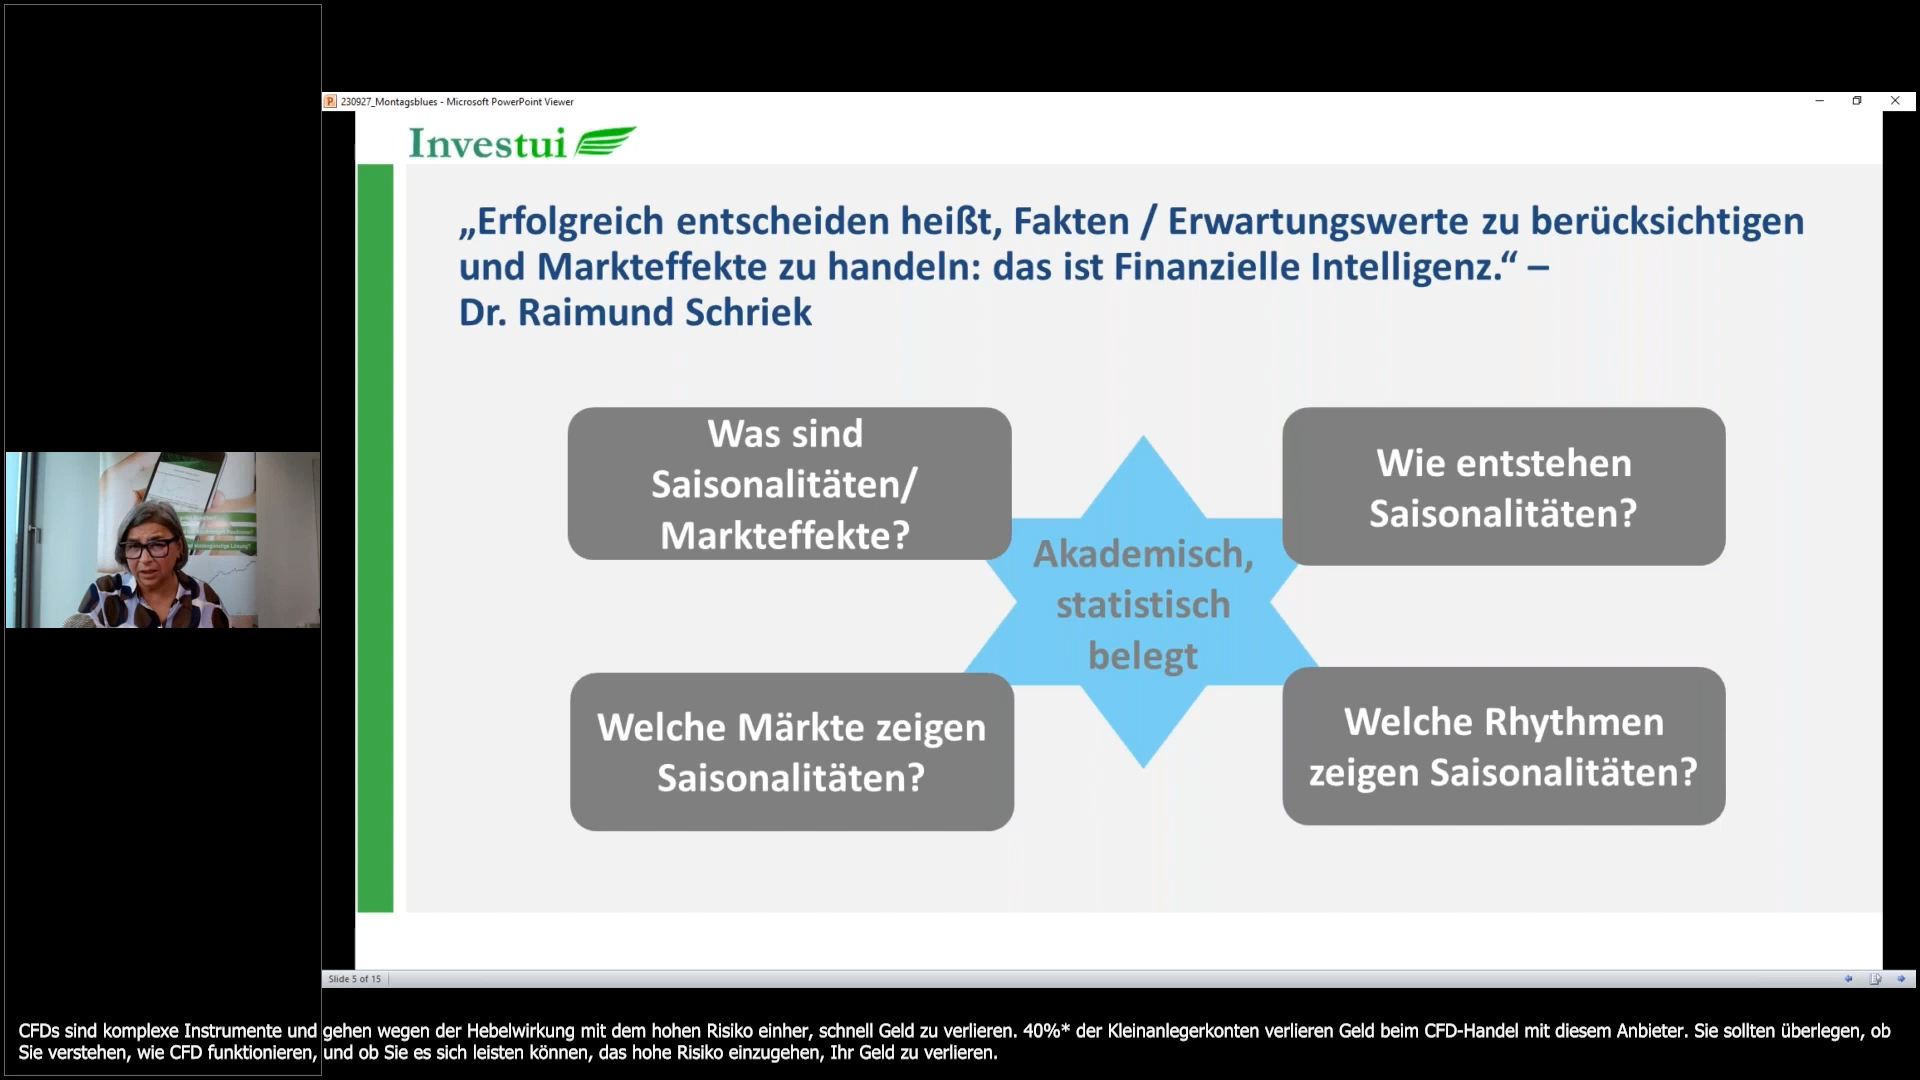 230927_Montagsblues - Microsoft PowerPoint Viewer
Investui
„Erfolgreich entscheiden heißt, Fakten / Erwartungswerte zu berücksichtigen
und Markteffekte zu handeln: das ist Finanzielle Intelligenz.“ –
Dr. Raimund Schriek
Was sind
Saisonalitäten/
Markteffekte?
Wie entstehen
Saisonalitäten?
Akademisch,
statistisch
belegt
Welche Märkte zeigen
Saisonalitäten?
Welche Rhythmen
zeigen Saisonalitäten?
Slide 5 of 15
CFDs sind komplexe Instrumente und gehen wegen der Hebelwirkung mit dem hohen Risiko einher, schnell Geld zu verlieren. 40%* der Kleinanlegerkonten verlieren Geld beim CFD-Handel mit diesem Anbieter. Sie sollten überlegen, ob
Sie verstehen, wie CFD funktionieren, und ob Sie es sich leisten können, das hohe Risiko einzugehen, Ihr Geld zu verlieren.